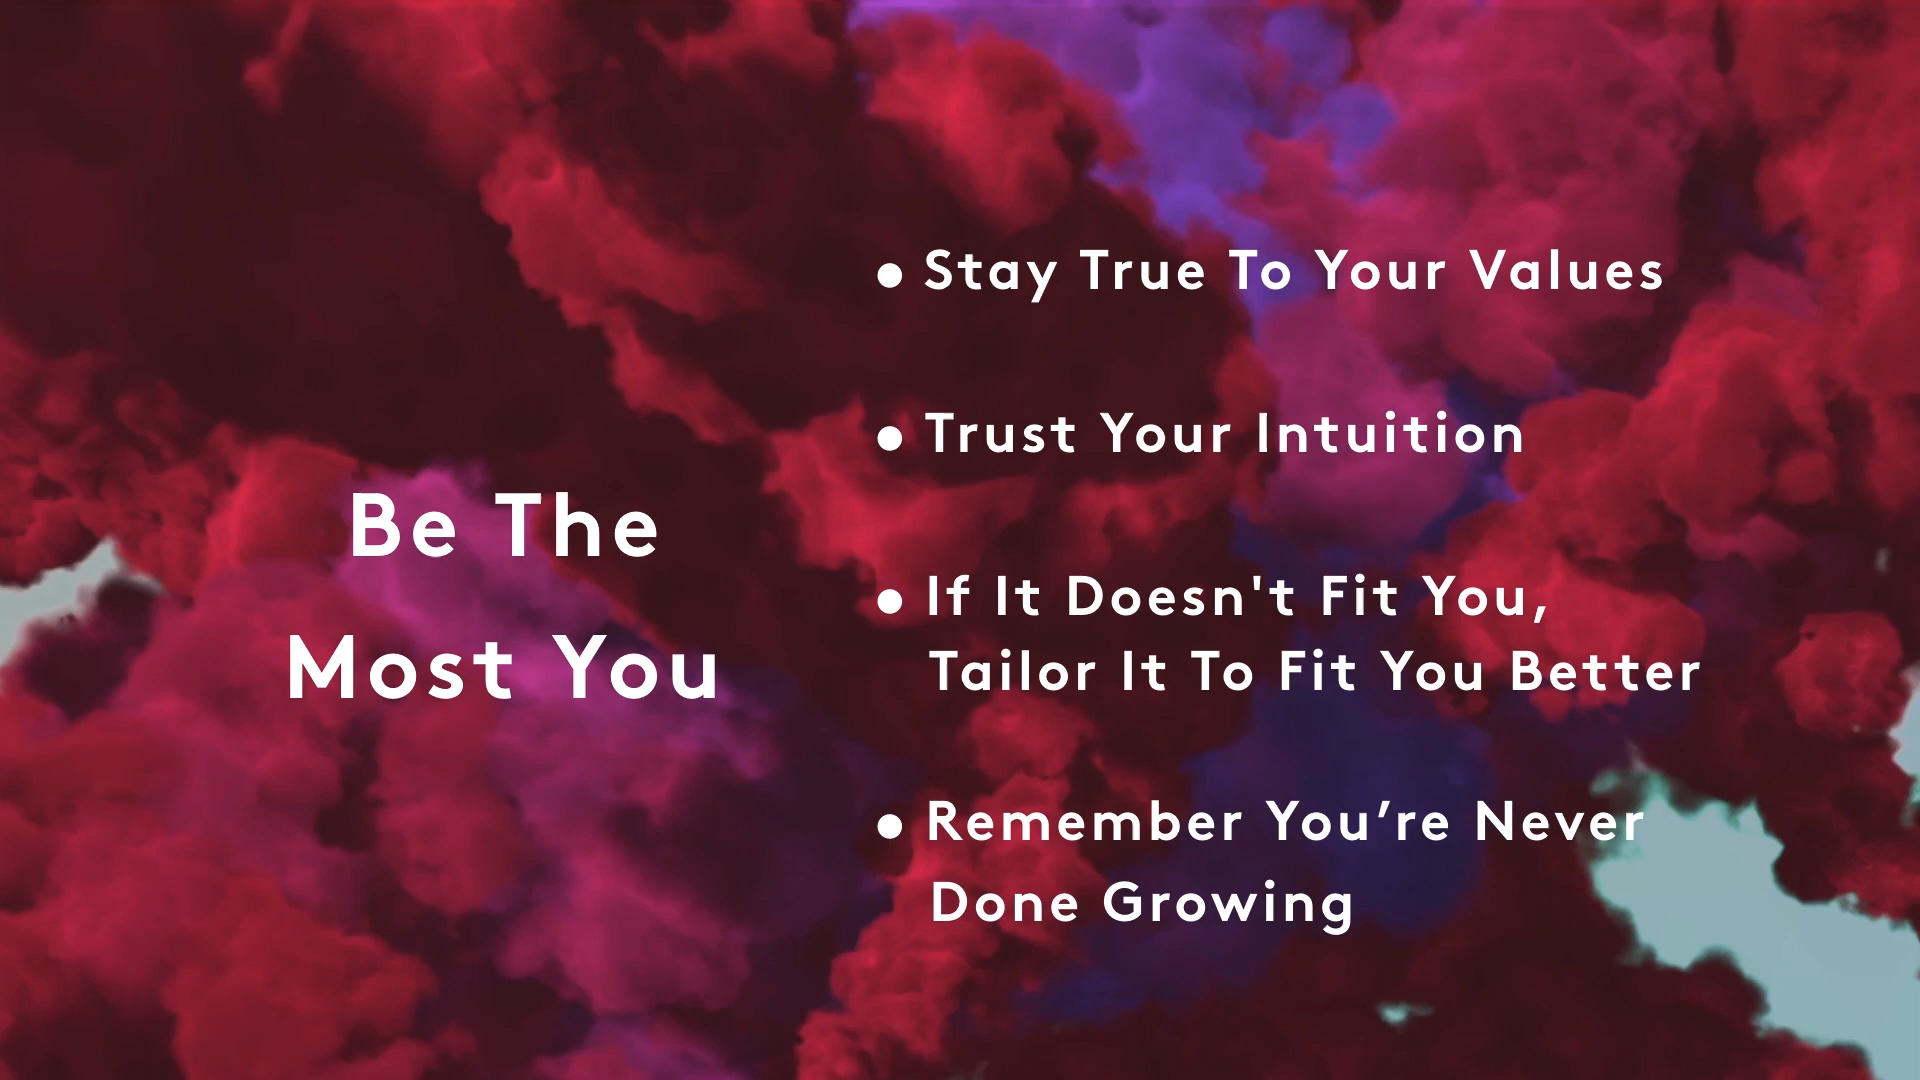 Be The
Most You
● Stay True To Your Values
● Trust Your Intuition
● If It Doesn't Fit You,
Tailor It To Fit You Better
● Remember You’re Never
Done Growing